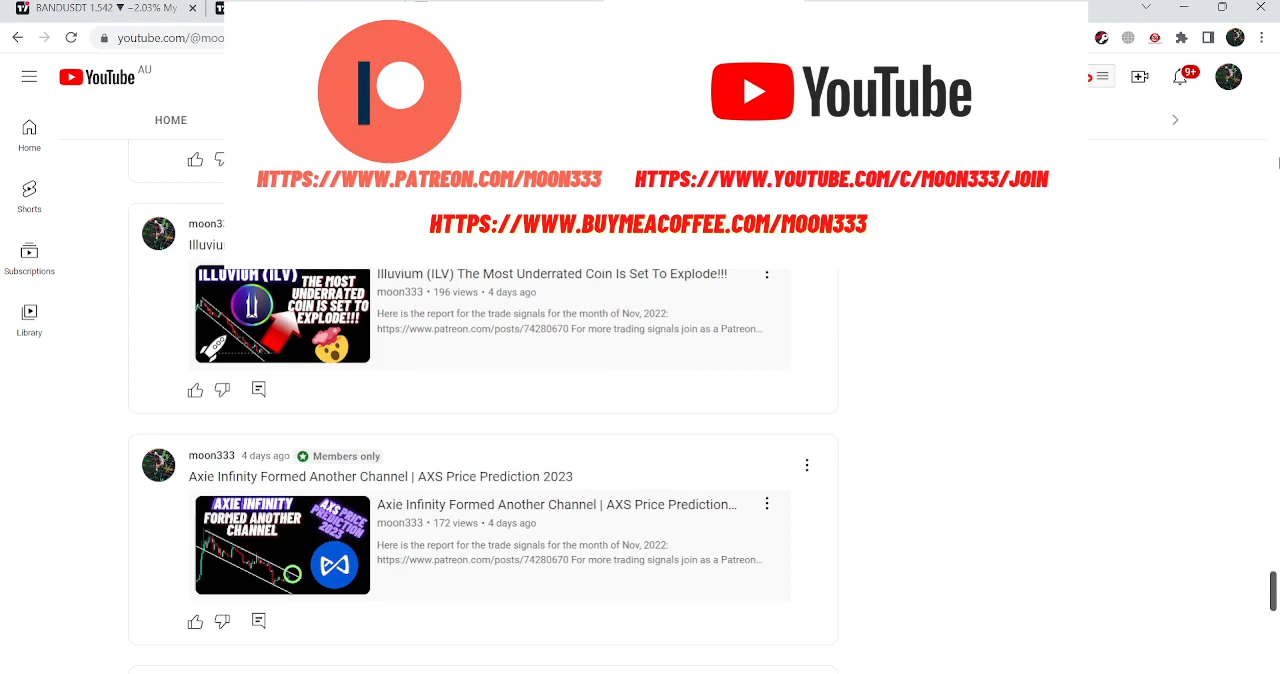 BANDUSDT 1.542 ▼ −2.03% My
youtube.com/@moo
YouTube AU
9+
HOME
Home
Shorts
Subscriptions
Library
YouTube
HTTPS://WWW.PATREON.COM/MOON333
HTTPS://WWW.YOUTUBE.COM/C/MOON333/JOIN
HTTPS://WWW.BUYMEACOFFEE.COM/MOON333
moon3
Illuviu
ILLUVIUM (ILV)
THE MOST
UNDERRATED
COIN IS SET TO
EXPLODE!!!
Illuvium (ILV) The Most Underrated Coin Is Set To Explode!!!
moon333 • 196 views • 4 days ago
Here is the report for the trade signals for the month of Nov, 2022:
https://www.patreon.com/posts/74280670 For more trading signals join as a Patreon...
moon333 4 days ago Members only
Axie Infinity Formed Another Channel | AXS Price Prediction 2023
AXIE INFINITY
FORMED ANOTHER
CHANNEL
AXS PRICE
PREDICTION
2023
Axie Infinity Formed Another Channel | AXS Price Prediction...
moon333 • 172 views • 4 days ago
Here is the report for the trade signals for the month of Nov, 2022:
https://www.patreon.com/posts/74280670 For more trading signals join as a Patreon...